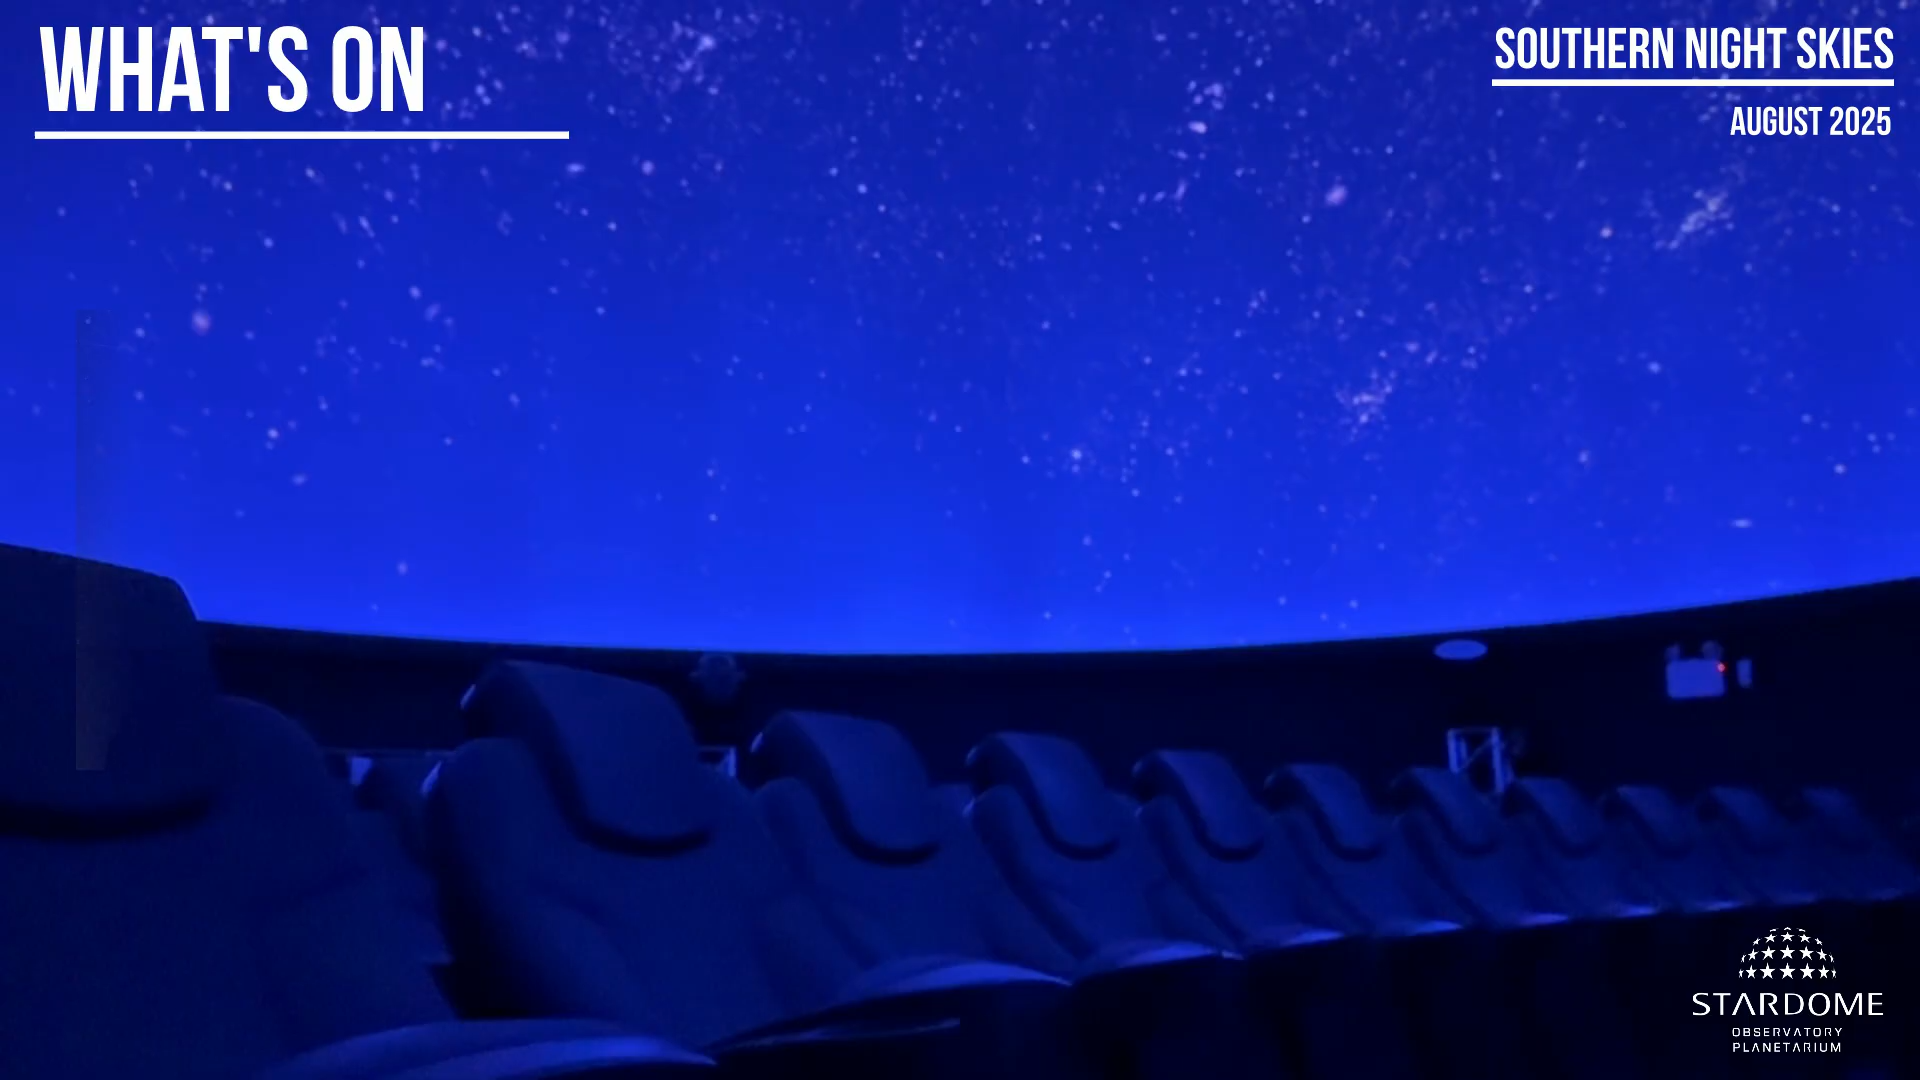 WHAT'S ON
SOUTHERN NIGHT SKIES
AUGUST 2025
STARDOME
OBSERVATORY
PLANETARIUM